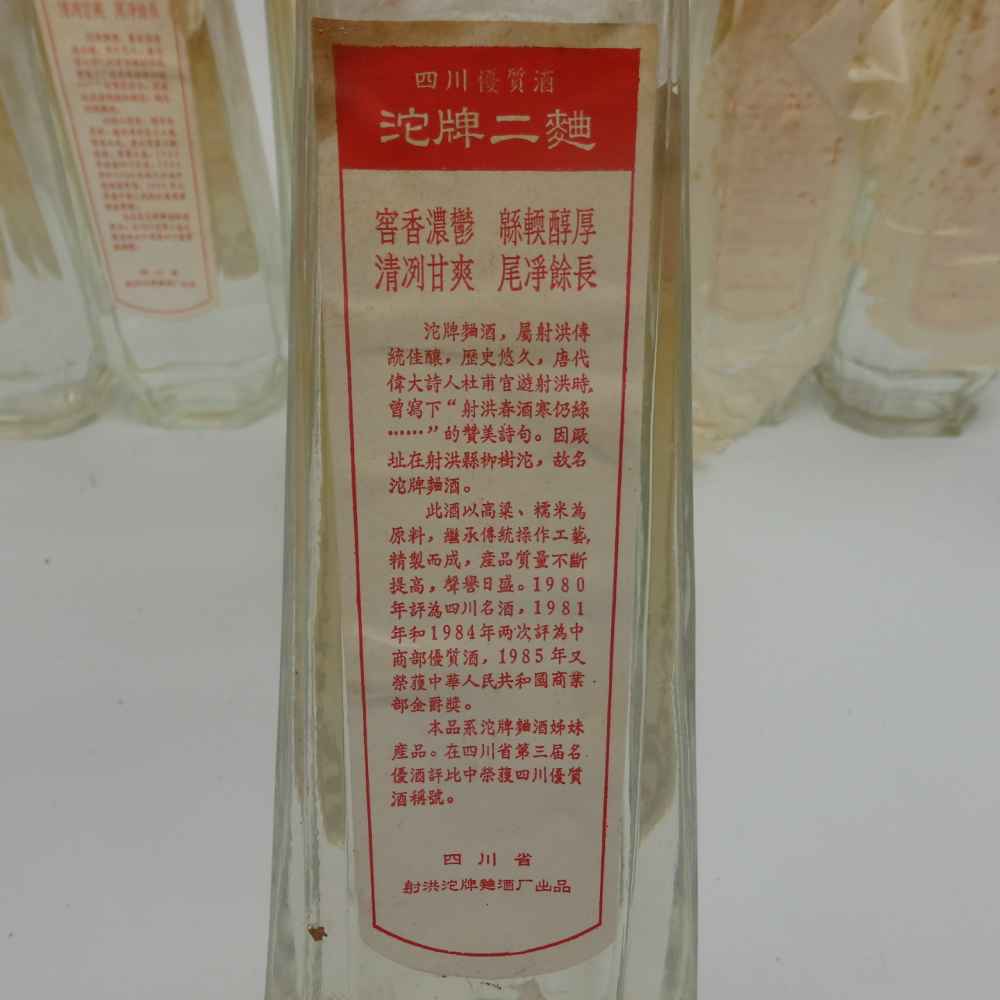 四川優質酒
沱牌二麯
窖香濃鬱 緜輭醇厚
清冽甘爽 尾凈餘長
沱牌麯酒，屬射洪傳
統佳釀，歷史悠久，唐代
偉大詩人杜甫官遊射洪時，
曾寫下“射洪春酒寒仍綠
……”的贊美詩句。因廠
址在射洪縣柳樹沱，故名
沱牌麯酒。
此酒以高粱、糯米為
原料，繼承傳統操作工藝，
精製而成，産品質量不斷
提高，聲譽日盛。1980
年評為四川名酒，1981
年和1984年两次評為中
商部優質酒，1985年又
榮獲中華人民共和國商業
部金爵獎。
本品系沱牌麯酒姊妹
産品。在四川省第三届名
優酒評比中榮獲四川優質
酒稱號。
四川省
射洪沱牌麯酒厂出品